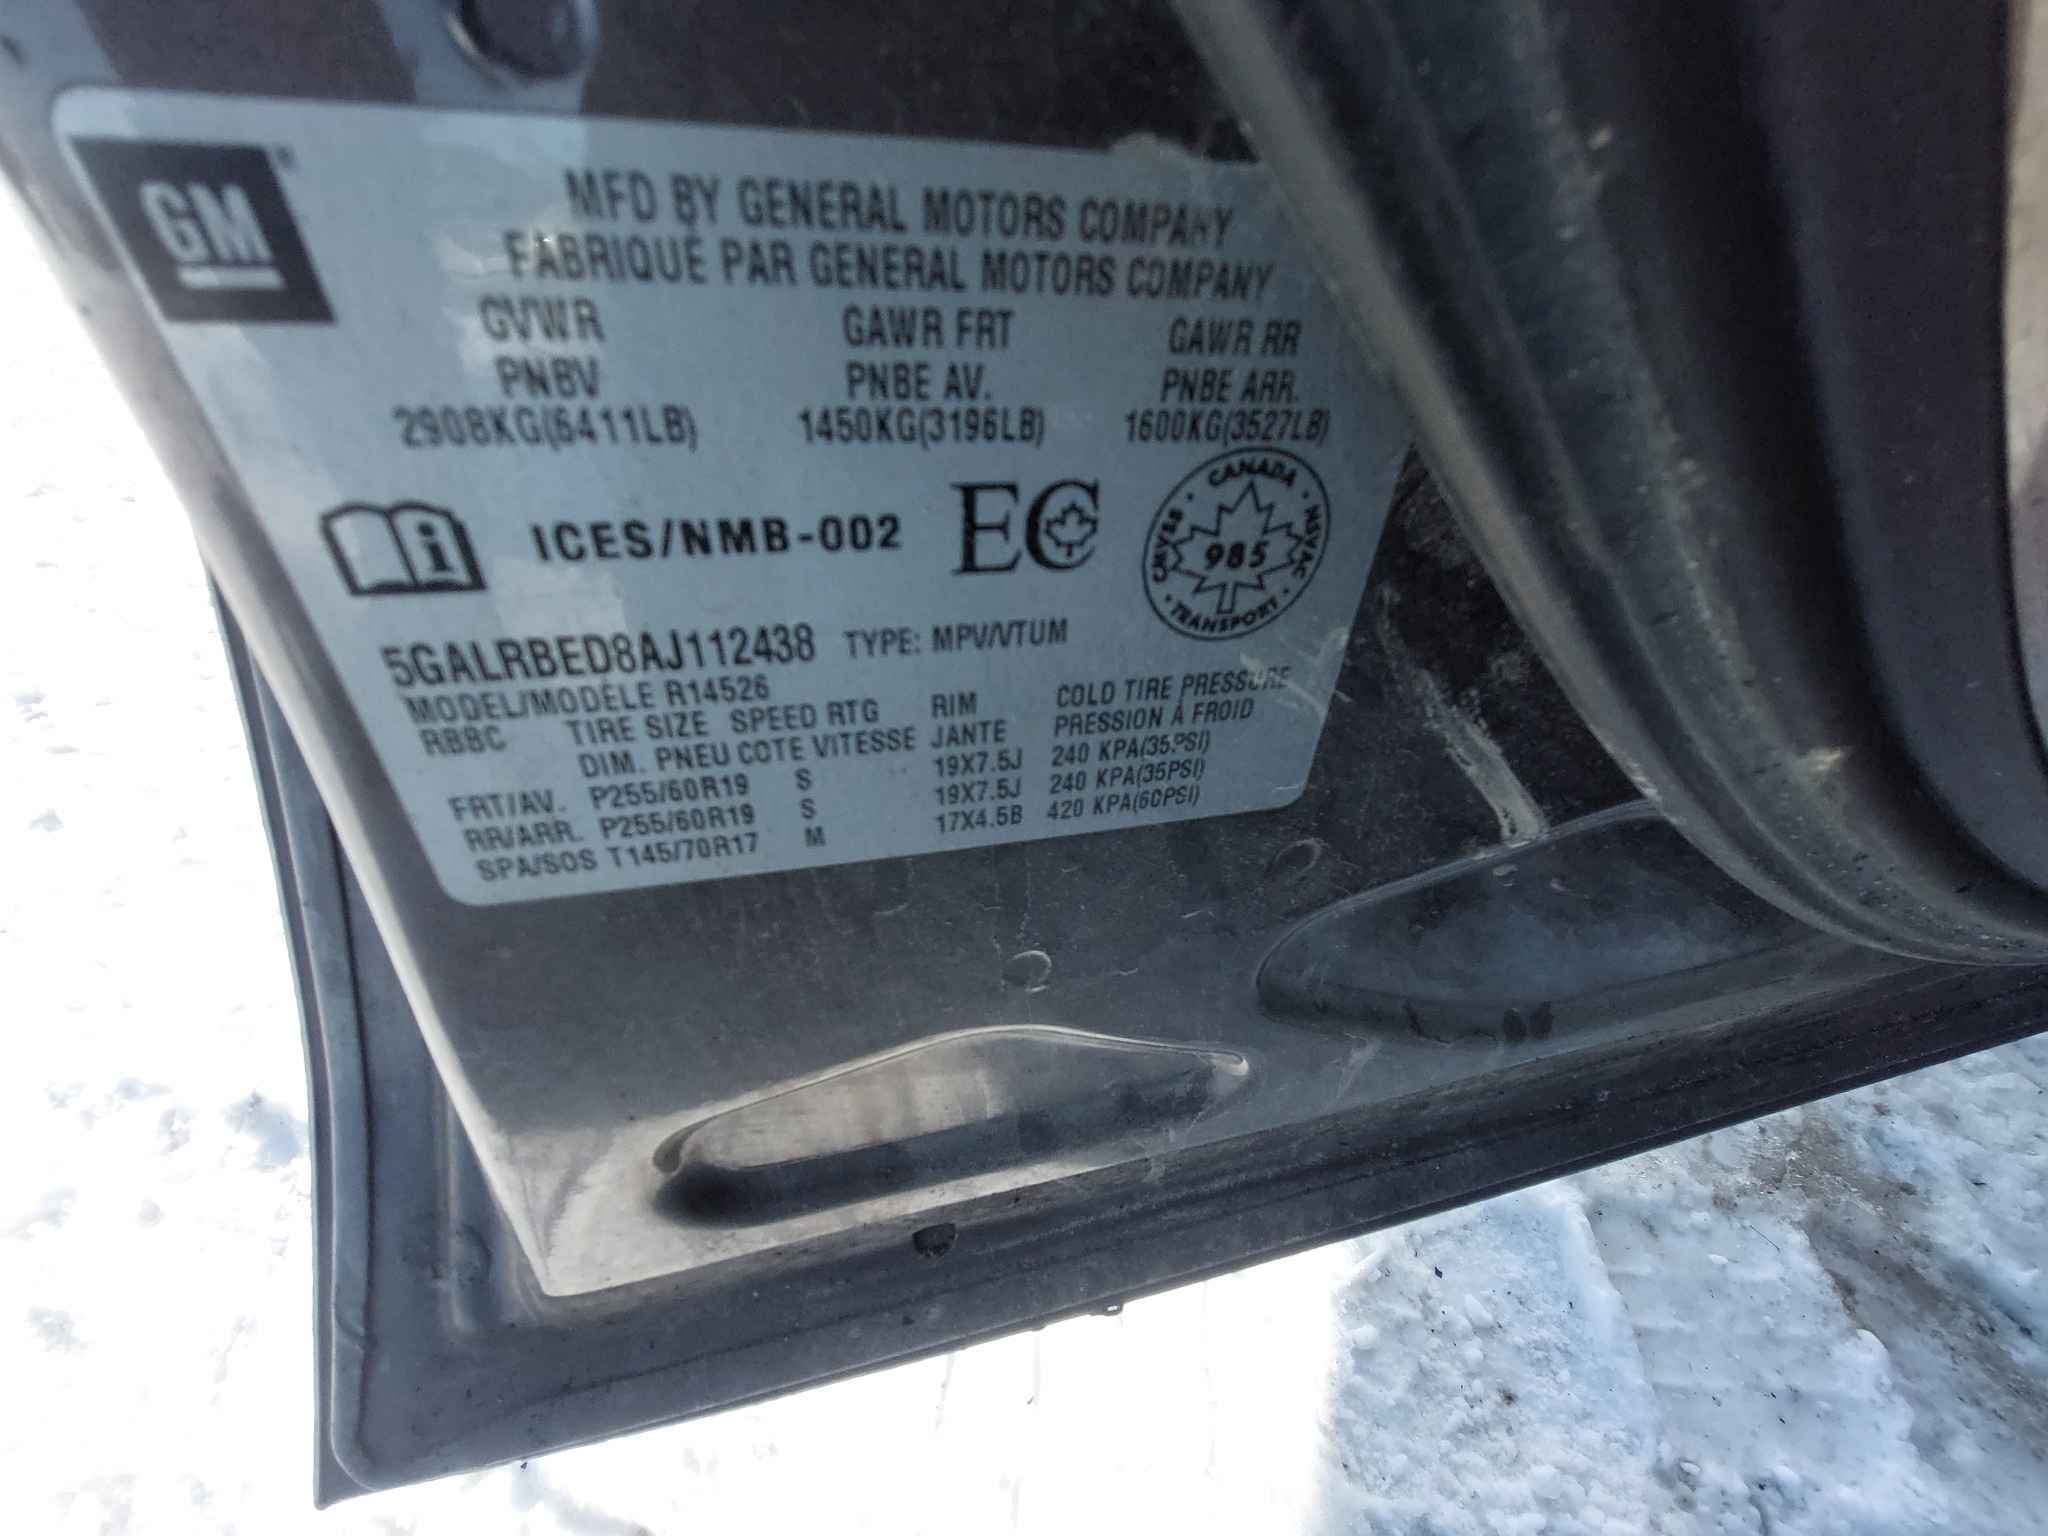 GM
MFD BY GENERAL MOTORS COMPANY
FABRIQUÉ PAR GENERAL MOTORS COMPANY
GVWR GAWR FRT GAWR RR
PNBV PNBE AV. PNBE ARR.
2908KG(6411LB) 1450KG(3196LB) 1600KG(3527LB)
i ICES/NMB-002 EC
CANADA
CMVSS · NSVAC
985
TRANSPORT
5GALRBED8AJ112438 TYPE: MPV/VTUM
MODEL/MODÈLE R14526
RBBC TIRE SIZE SPEED RTG RIM COLD TIRE PRESSURE
DIM. PNEU COTE VITESSE JANTE PRESSION À FROID
FRT/AV. P255/60R19 S 19X7.5J 240 KPA(35PSI)
RR/ARR. P255/60R19 S 19X7.5J 240 KPA(35PSI)
SPA/SOS T145/70R17 M 17X4.5B 420 KPA(60PSI)